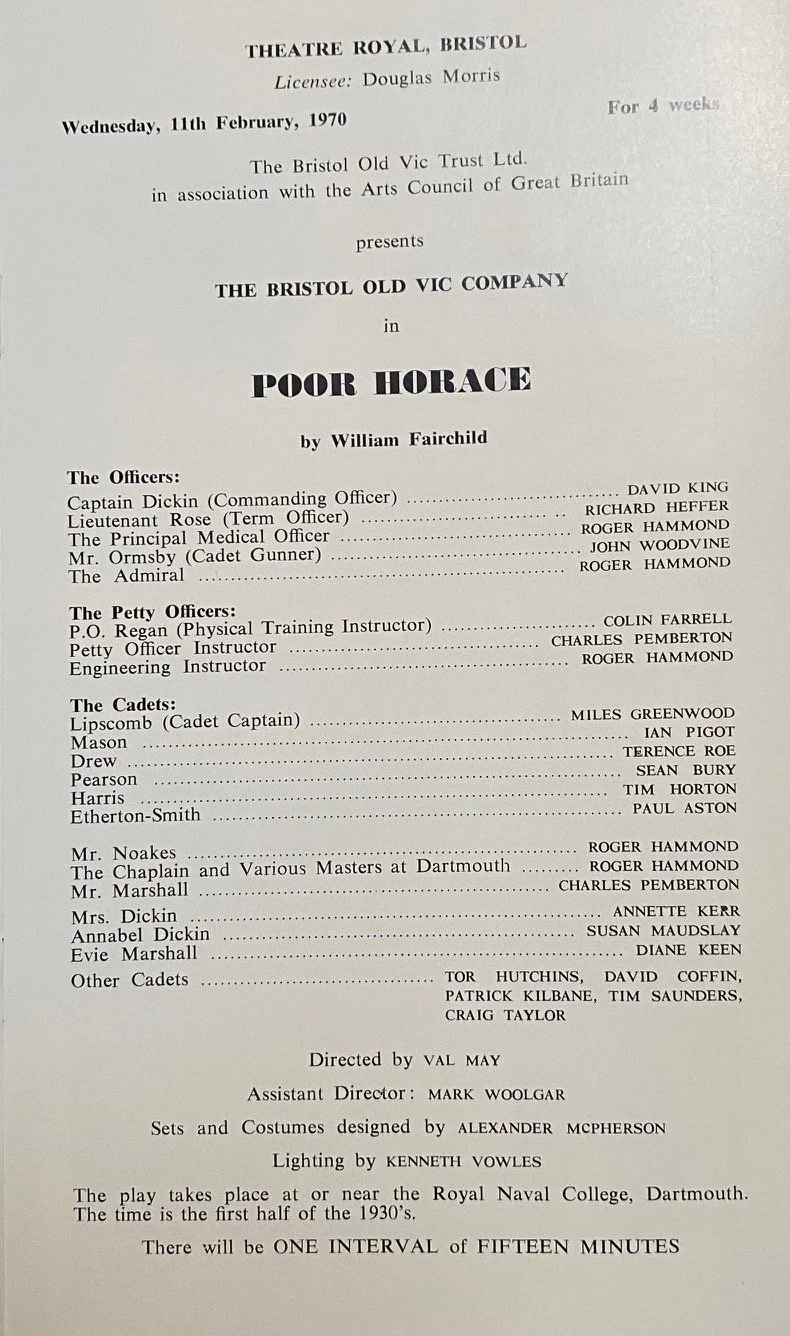 THEATRE ROYAL, BRISTOL
Licensee: Douglas Morris
Wednesday, 11th February, 1970 For 4 weeks
The Bristol Old Vic Trust Ltd.
in association with the Arts Council of Great Britain
presents
THE BRISTOL OLD VIC COMPANY
in
POOR HORACE
by William Fairchild
The Officers:
Captain Dickin (Commanding Officer) ........................................ DAVID KING
Lieutenant Rose (Term Officer) ........................................ RICHARD HEFFER
The Principal Medical Officer ........................................ ROGER HAMMOND
Mr. Ormsby (Cadet Gunner) ........................................ JOHN WOODVINE
The Admiral ........................................ ROGER HAMMOND
The Petty Officers:
P.O. Regan (Physical Training Instructor) ........................ COLIN FARRELL
Petty Officer Instructor ........................................ CHARLES PEMBERTON
Engineering Instructor ........................................ ROGER HAMMOND
The Cadets:
Lipscomb (Cadet Captain) ........................................ MILES GREENWOOD
Mason ........................................ IAN PIGOT
Drew ........................................ TERENCE ROE
Pearson ........................................ SEAN BURY
Harris ........................................ TIM HORTON
Etherton-Smith ........................................ PAUL ASTON
Mr. Noakes ........................................ ROGER HAMMOND
The Chaplain and Various Masters at Dartmouth ......... ROGER HAMMOND
Mr. Marshall ........................................ CHARLES PEMBERTON
Mrs. Dickin ........................................ ANNETTE KERR
Annabel Dickin ........................................ SUSAN MAUDSLAY
Evie Marshall ........................................ DIANE KEEN
Other Cadets .................................. TOR HUTCHINS, DAVID COFFIN,
PATRICK KILBANE, TIM SAUNDERS,
CRAIG TAYLOR
Directed by VAL MAY
Assistant Director: MARK WOOLGAR
Sets and Costumes designed by ALEXANDER McPHERSON
Lighting by KENNETH VOWLES
The play takes place at or near the Royal Naval College, Dartmouth.
The time is the first half of the 1930's.
There will be ONE INTERVAL of FIFTEEN MINUTES